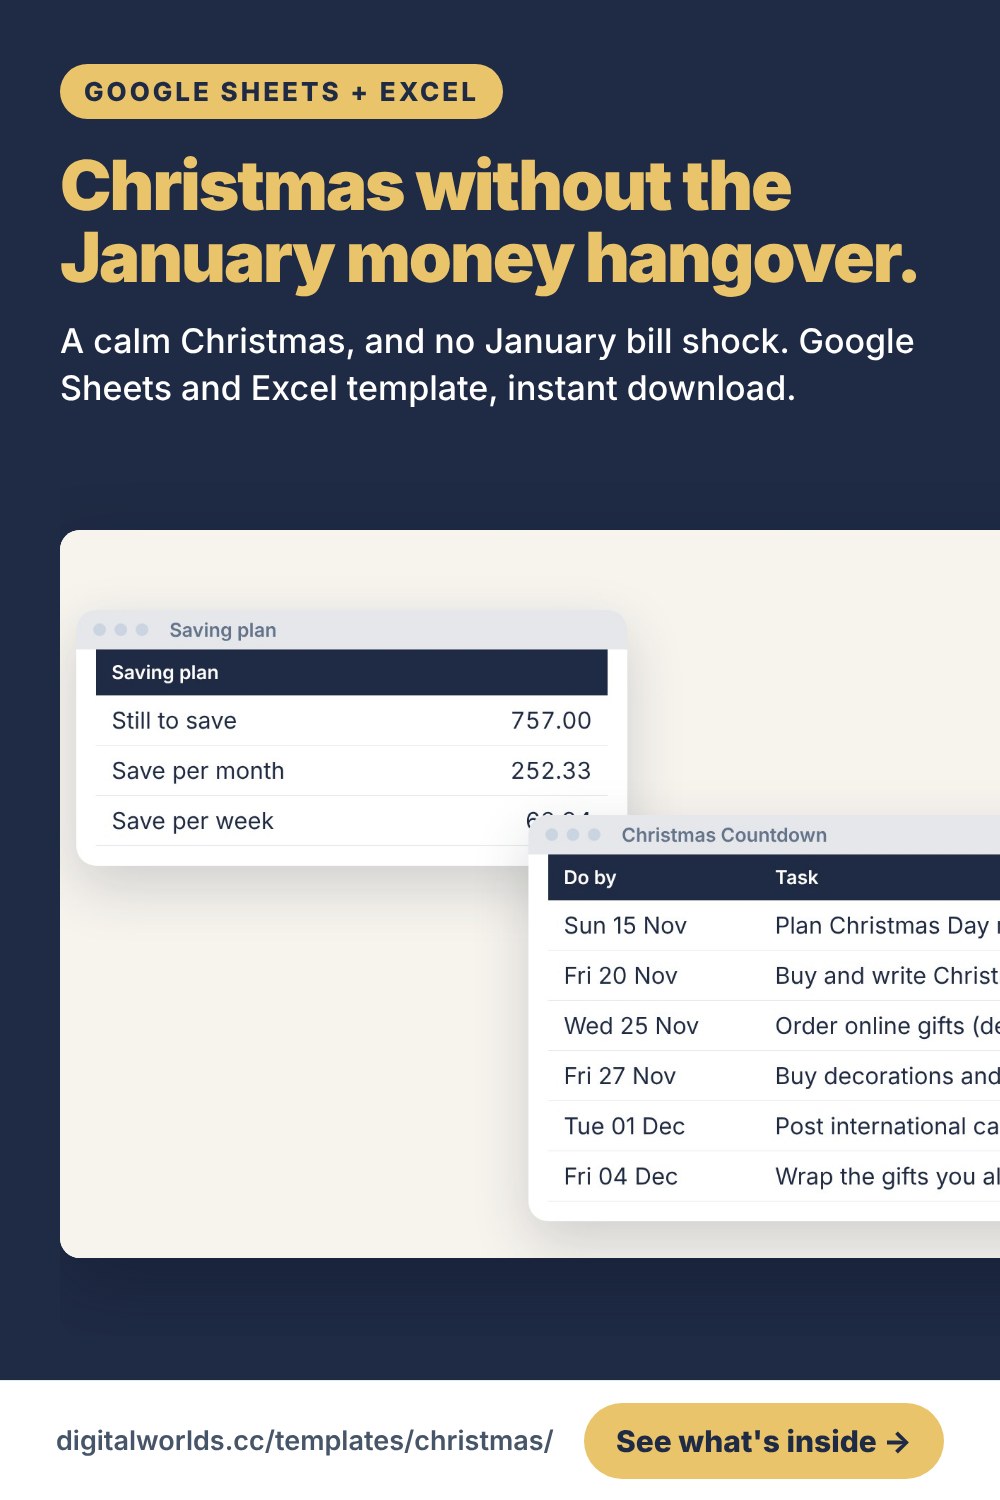 GOOGLE SHEETS + EXCEL
Christmas without the
January money hangover.
A calm Christmas, and no January bill shock. Google
Sheets and Excel template, instant download.
Saving plan
Saving plan
Still to save 757.00
Save per month 252.33
Save per week
Christmas Countdown
Do by Task
Sun 15 Nov Plan Christmas Day
Fri 20 Nov Buy and write
Wed 25 Nov Order online gifts
Fri 27 Nov Buy decorations and
Tue 01 Dec Post international
Fri 04 Dec Wrap the gifts you
digitalworlds.cc/templates/christmas/
See what's inside →